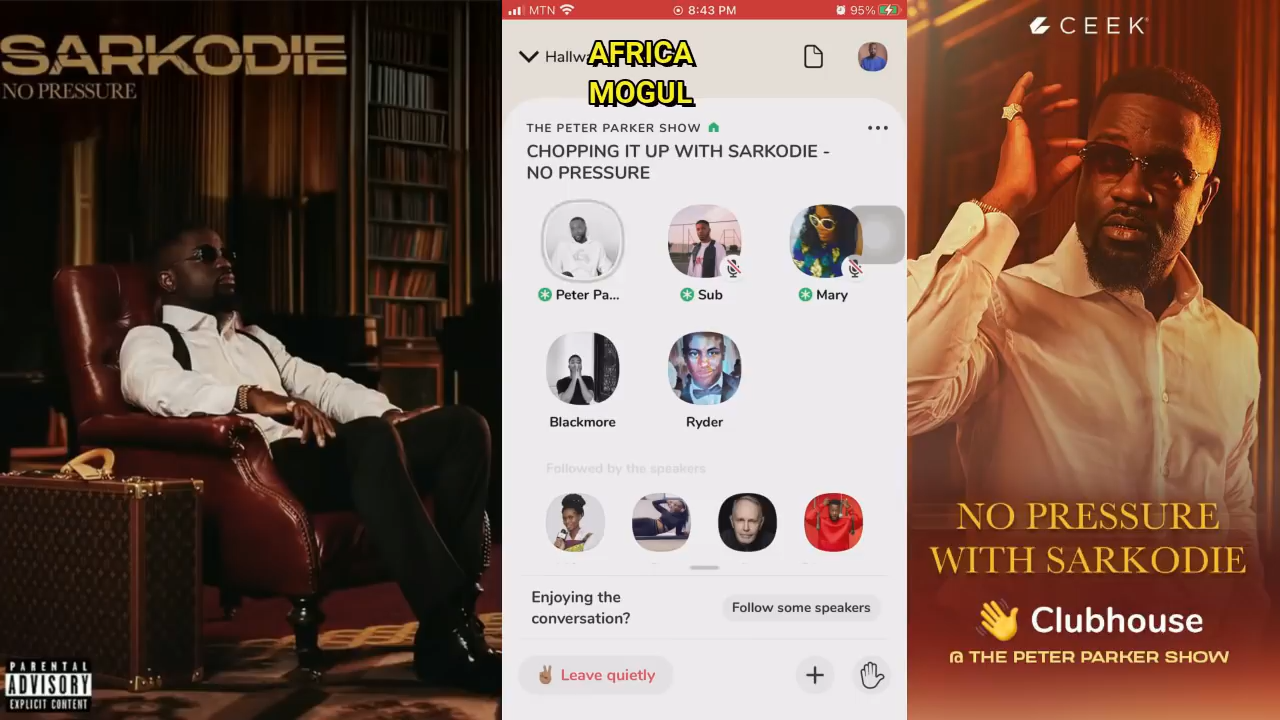 SARKODIE
NO PRESSURE
PARENTAL
ADVISORY
EXPLICIT CONTENT
MTN
8:43 PM
95%
Hallwa
AFRICA
MOGUL
THE PETER PARKER SHOW
CHOPPING IT UP WITH SARKODIE -
NO PRESSURE
Peter Pa...
Sub
Mary
Blackmore
Ryder
Followed by the speakers
Enjoying the
conversation?
Follow some speakers
Leave quietly
CEEK
NO PRESSURE
WITH SARKODIE
Clubhouse
@ THE PETER PARKER SHOW